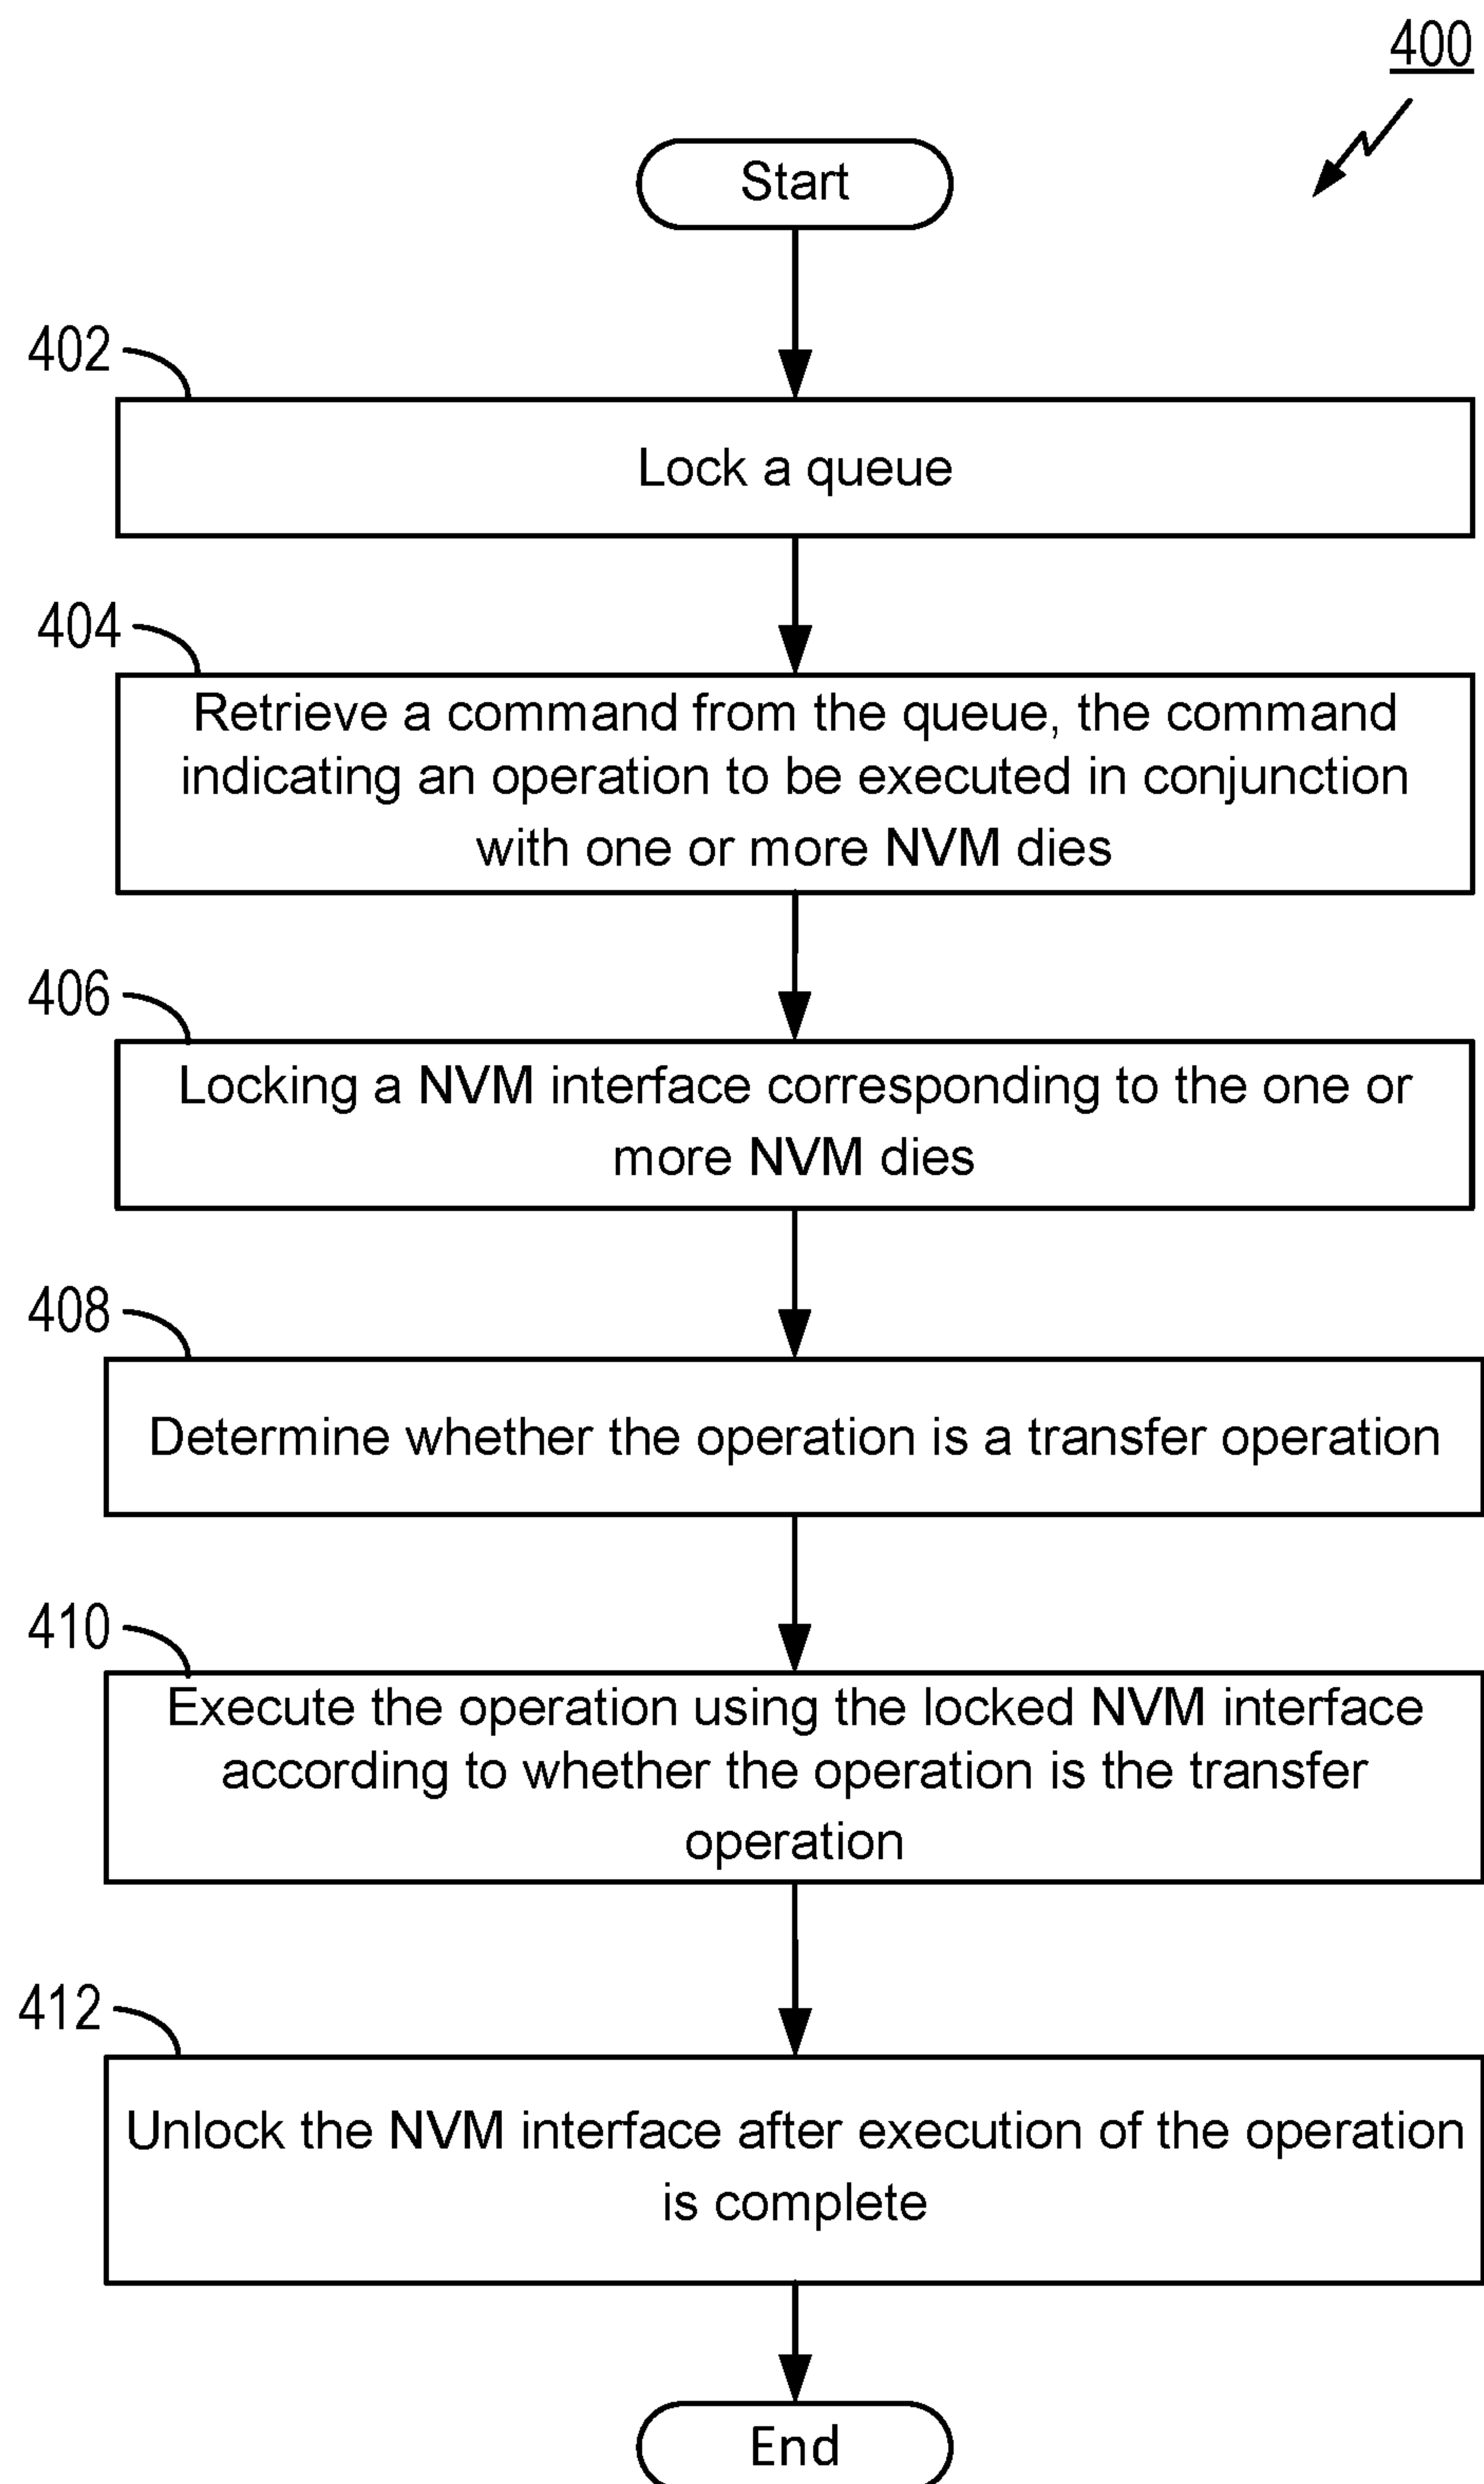 400
Start
402
Lock a queue
404
Retrieve a command from the queue, the command
indicating an operation to be executed in conjunction
with one or more NVM dies
406
Locking a NVM interface corresponding to the one or
more NVM dies
408
Determine whether the operation is a transfer operation
410
Execute the operation using the locked NVM interface
according to whether the operation is the transfer
operation
412
Unlock the NVM interface after execution of the operation
is complete
End